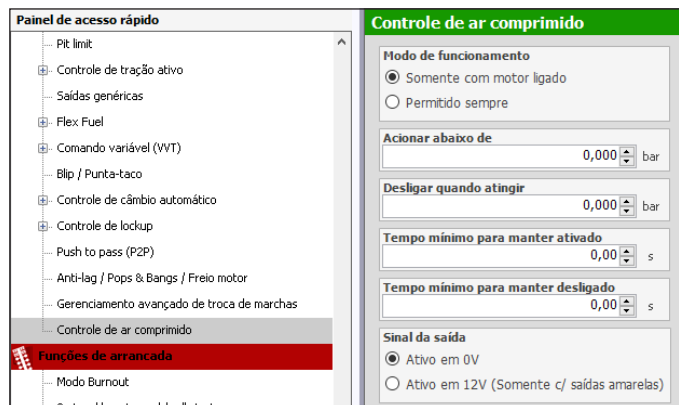 Painel de acesso rápido
Pit limit
Controle de tração ativo
Saídas genéricas
Flex Fuel
Comando variável (VVT)
Blip / Punta-taco
Controle de câmbio automático
Controle de lockup
Push to pass (P2P)
Anti-lag / Pops & Bangs / Freio motor
Gerenciamento avançado de troca de marchas
Controle de ar comprimido
Funções de arrancada
Modo Burnout
Controle de ar comprimido
Modo de funcionamento
Somente com motor ligado
Permitido sempre
Acionar abaixo de
0,000 bar
Desligar quando atingir
0,000 bar
Tempo mínimo para manter ativado
0,00 s
Tempo mínimo para manter desligado
0,00 s
Sinal da saída
Ativo em 0V
Ativo em 12V (Somente c/ saídas amarelas)